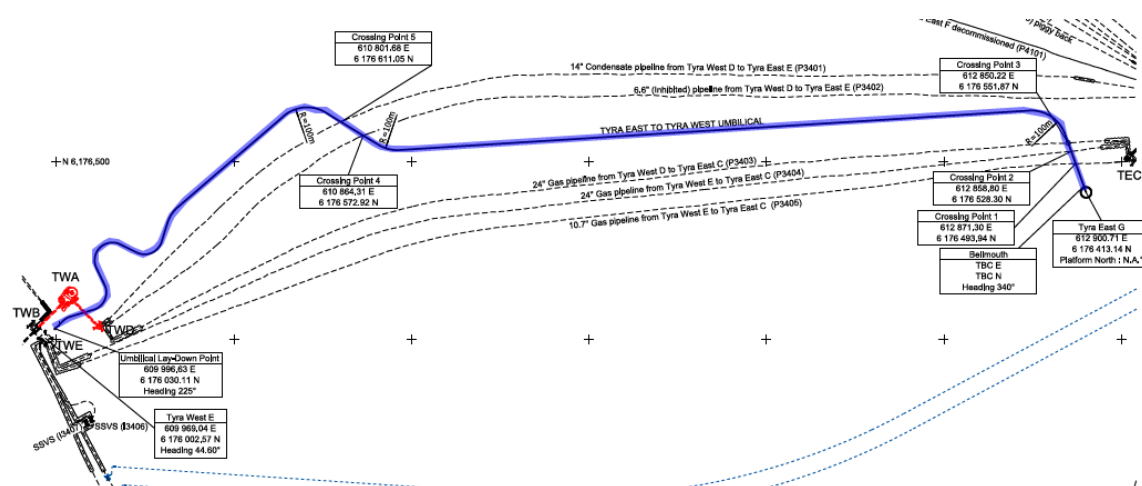 East F decommissioned (P4101)
piggy back
Crossing Point 5
610 801.68 E
6 176 611.05 N
14" Condensate pipeline from Tyra West D to Tyra East E (P3401)
Crossing Point 3
612 850.22 E
6 176 551,87 N
6.6" (Inhibited) pipeline from Tyra West D to Tyra East E (P3402)
R=100m
R=100m
TYRA EAST TO TYRA WEST UMBILICAL
R=100m
N 6,176,500
24" Gas pipeline from Tyra West D to Tyra East C (P3403)
TEC
Crossing Point 4
610 864,31 E
6 176 572.92 N
24" Gas pipeline from Tyra West E to Tyra East C (P3404)
Crossing Point 2
612 858,80 E
6 176 528.30 N
10.7" Gas pipeline from Tyra West E to Tyra East C (P3405)
Crossing Point 1
612 871,30 E
6 176 493,94 N
Tyra East G
612 900.71 E
6 176 413.14 N
Platform North : N.A.
Bellmouth
TBC E
TBC N
Heading 340°
TWA
TWB
TWD
TWE
Umbilical Lay-Down Point
609 996,63 E
6 176 030.11 N
Heading 225°
Tyra West E
609 969,04 E
6 176 002,57 N
Heading 44.60°
SSVS (I3407)
SSVS (I3406)